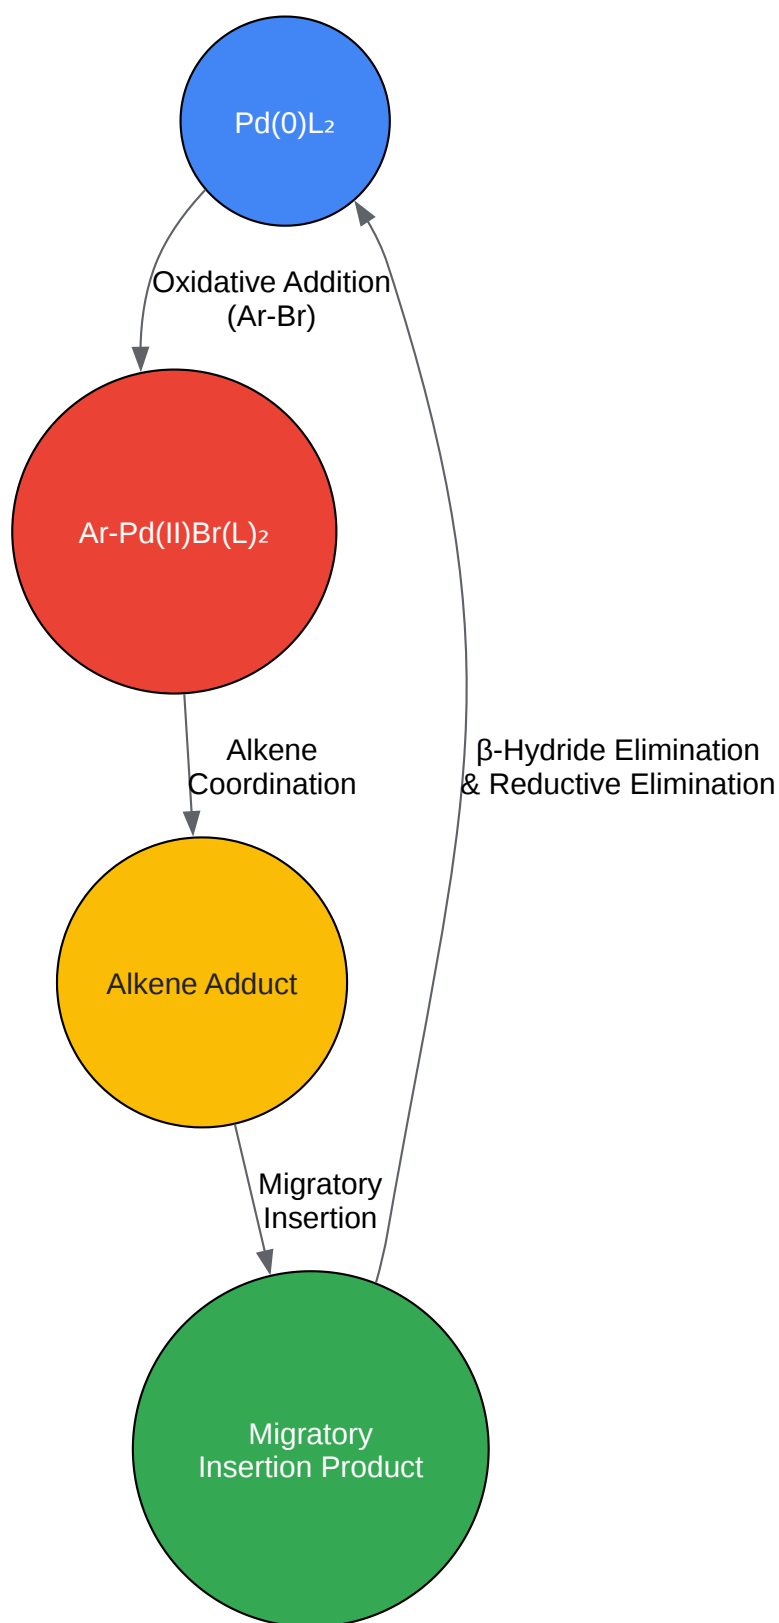 Pd(0)L₂
Oxidative Addition
(Ar-Br)
Ar-Pd(II)Br(L)₂
Alkene
Coordination
β-Hydride Elimination
& Reductive Elimination
Alkene Adduct
Migratory
Insertion
Migratory
Insertion Product